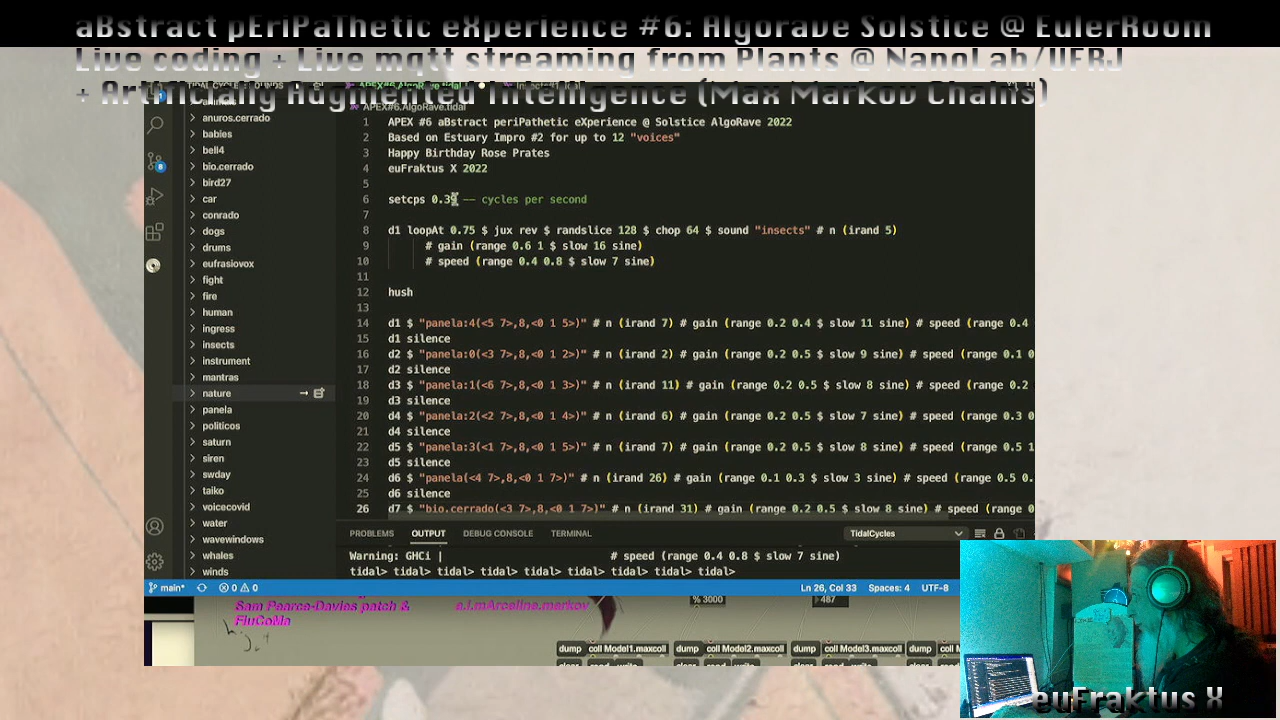 aBstract pEriPaThetic eXperience #6: Algorave Solstice @ EulerRoom
Live coding + Live mqtt streaming from Plants @ NanoLab/UFRJ
+ Artificially Augmented Intelligence (Max Markov Chains)
APEX#6.AlgoRave.tidal
animals
anuros.cerrado
babies
bell4
bio.cerrado
bird27
car
conrado
dogs
drums
eufrasiovox
fight
fire
human
ingress
insects
instrument
mantras
nature
panela
politicos
saturn
siren
swday
taiko
voicecovid
water
wavewindows
whales
winds
1 APEX #6 aBstract periPathetic eXperience @ Solstice AlgoRave 2022
2 Based on Estuary Impro #2 for up to 12 "voices"
3 Happy Birthday Rose Prates
4 euFraktus X 2022
5
6 setcps 0.39 -- cycles per second
7
8 d1 loopAt 0.75 $ jux rev $ randslice 128 $ chop 64 $ sound "insects" # n (irand 5)
9 # gain (range 0.6 1 $ slow 16 sine)
10 # speed (range 0.4 0.8 $ slow 7 sine)
11
12 hush
13
14 d1 $ "panela:4(<5 7>,8,<0 1 5>)" # n (irand 7) # gain (range 0.2 0.4 $ slow 11 sine) # speed (range 0.4
15 d1 silence
16 d2 $ "panela:0(<3 7>,8,<0 1 2>)" # n (irand 2) # gain (range 0.2 0.5 $ slow 9 sine) # speed (range 0.1 0
17 d2 silence
18 d3 $ "panela:1(<6 7>,8,<0 1 3>)" # n (irand 11) # gain (range 0.2 0.5 $ slow 8 sine) # speed (range 0.2
19 d3 silence
20 d4 $ "panela:2(<2 7>,8,<0 1 4>)" # n (irand 6) # gain (range 0.2 0.5 $ slow 7 sine) # speed (range 0.3 0
21 d4 silence
22 d5 $ "panela:3(<1 7>,8,<0 1 5>)" # n (irand 7) # gain (range 0.2 0.5 $ slow 8 sine) # speed (range 0.5 1
23 d5 silence
24 d6 $ "panela(<4 7>,8,<0 1 7>)" # n (irand 26) # gain (range 0.1 0.3 $ slow 3 sine) # speed (range 0.5 0.
25 d6 silence
26 d7 $ "bio.cerrado(<3 7>,8,<0 1 7>)" # n (irand 31) # gain (range 0.2 0.5 $ slow 8 sine) # speed (range 0
PROBLEMS OUTPUT DEBUG CONSOLE TERMINAL TidalCycles
Warning: GHCi | # speed (range 0.4 0.8 $ slow 7 sine)
tidal> tidal> tidal> tidal> tidal> tidal> tidal> tidal> tidal>
main* 0 0 Ln 26, Col 33 Spaces: 4 UTF-8
Sam Pearce-Davies patch & a.I.mArcelina.markov % 3000 487
FluCoMa
dump coll Model1.maxcoll dump coll Model2.maxcoll dump coll Model3.maxcoll dump
euFraktus X